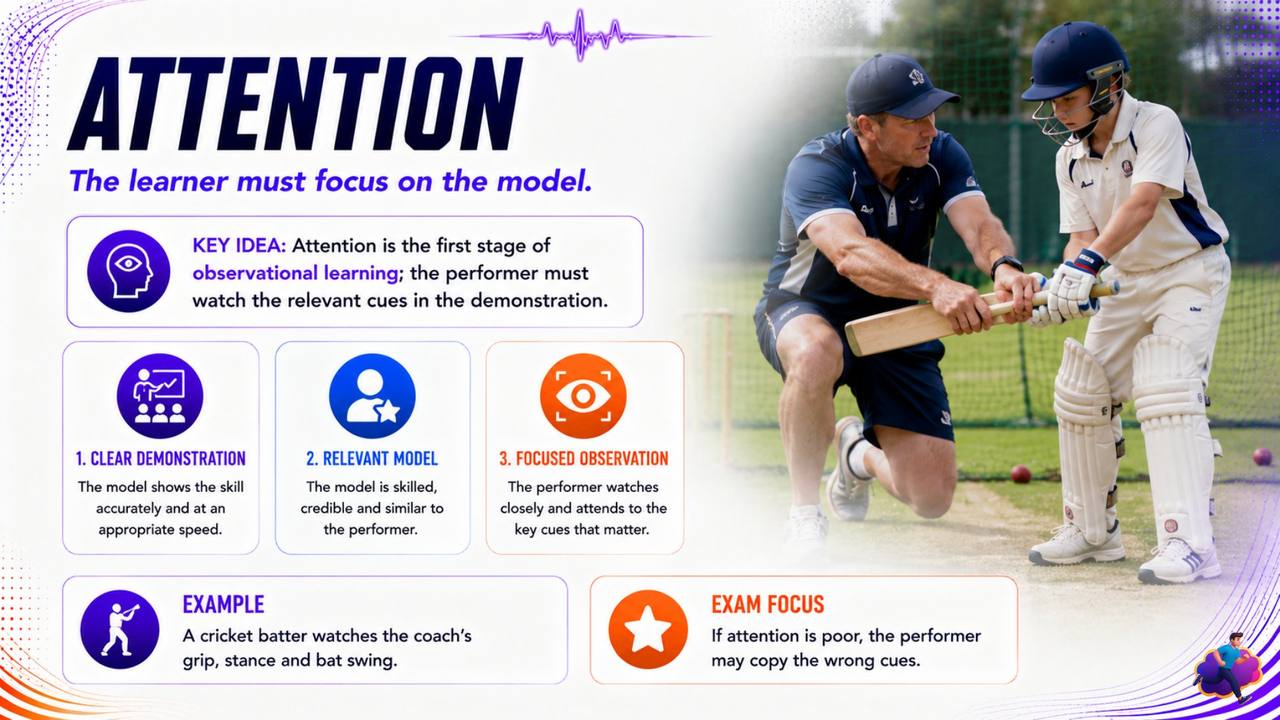 ATTENTION
The learner must focus on the model.
KEY IDEA: Attention is the first stage of
observational learning; the performer must
watch the relevant cues in the demonstration.
1. CLEAR DEMONSTRATION
The model shows the skill
accurately and at an
appropriate speed.
2. RELEVANT MODEL
The model is skilled,
credible and similar to
the performer.
3. FOCUSED OBSERVATION
The performer watches
closely and attends to the
key cues that matter.
EXAMPLE
A cricket batter watches the coach's
grip, stance and bat swing.
EXAM FOCUS
If attention is poor, the performer
may copy the wrong cues.